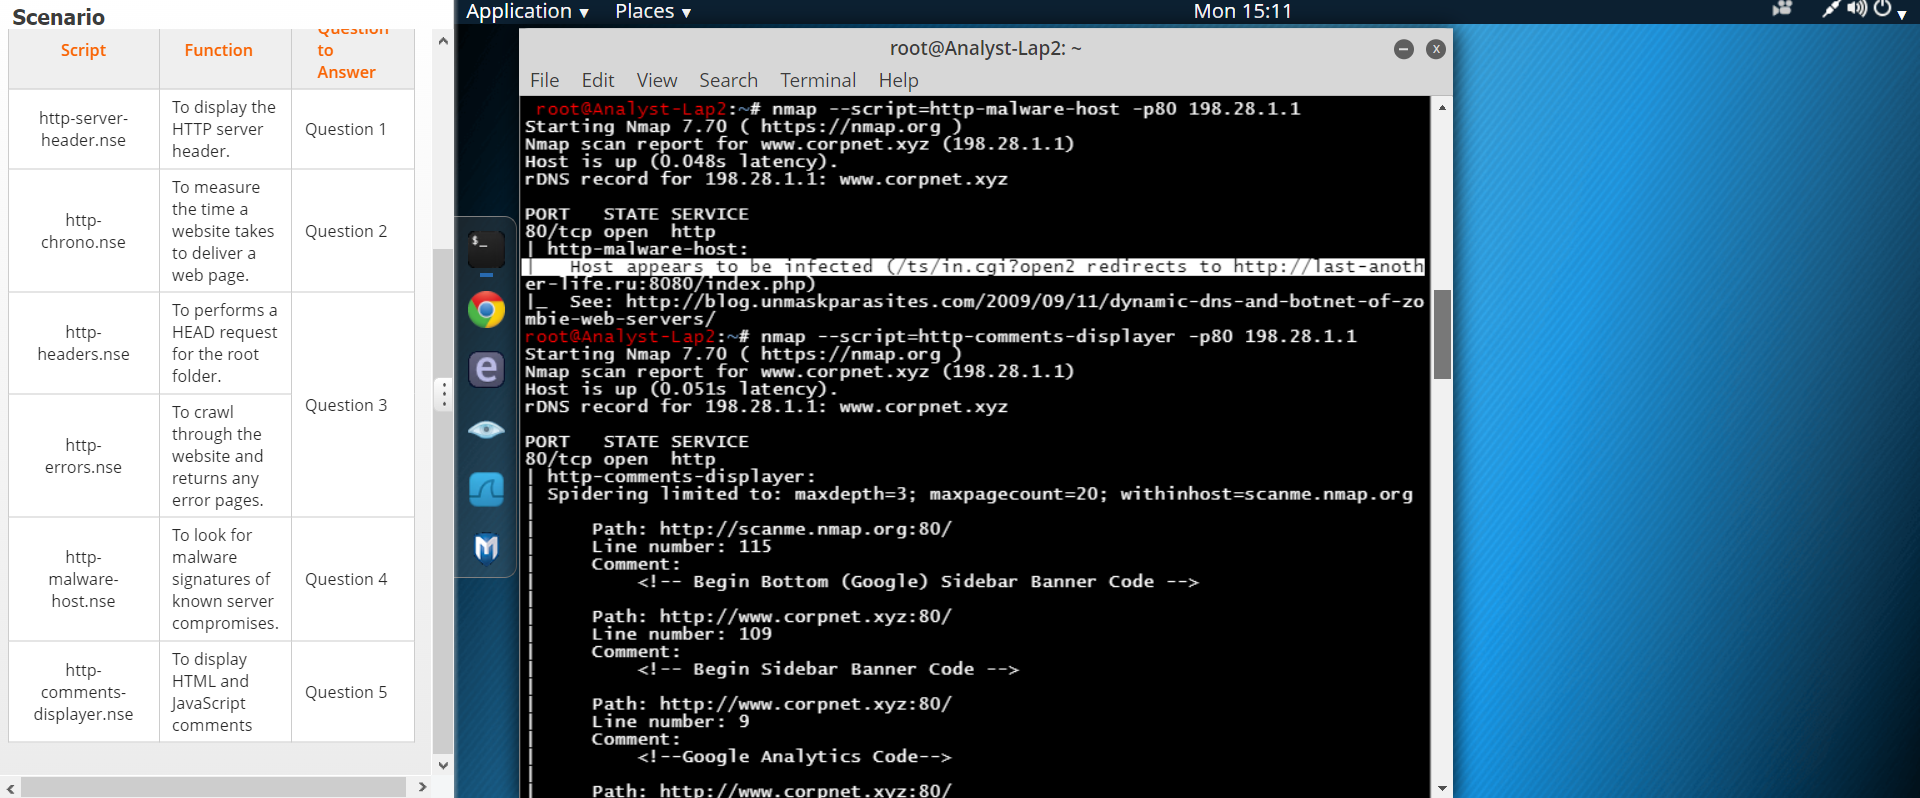 Scenario
Script
Function
Question
to
Answer
http-server-
header.nse
To display the
HTTP server
header.
Question 1
http-
chrono.nse
To measure
the time a
website takes
to deliver a
web page.
Question 2
http-
headers.nse
To performs a
HEAD request
for the root
folder.
Question 3
http-
errors.nse
To crawl
through the
website and
returns any
error pages.
http-
malware-
host.nse
To look for
malware
signatures of
known server
compromises.
Question 4
http-
comments-
displayer.nse
To display
HTML and
JavaScript
comments
Question 5
Application ▾ Places ▾ Mon 15:11
root@Analyst-Lap2: ~
File Edit View Search Terminal Help
root@Analyst-Lap2:~# nmap --script=http-malware-host -p80 198.28.1.1
Starting Nmap 7.70 ( https://nmap.org )
Nmap scan report for www.corpnet.xyz (198.28.1.1)
Host is up (0.048s latency).
rDNS record for 198.28.1.1: www.corpnet.xyz
PORT   STATE SERVICE
80/tcp open  http
| http-malware-host:
|   Host appears to be infected (/ts/in.cgi?open2 redirects to http://last-anoth
er-life.ru:8080/index.php)
|_  See: http://blog.unmaskparasites.com/2009/09/11/dynamic-dns-and-botnet-of-zo
mbie-web-servers/
root@Analyst-Lap2:~# nmap --script=http-comments-displayer -p80 198.28.1.1
Starting Nmap 7.70 ( https://nmap.org )
Nmap scan report for www.corpnet.xyz (198.28.1.1)
Host is up (0.051s latency).
rDNS record for 198.28.1.1: www.corpnet.xyz
PORT   STATE SERVICE
80/tcp open  http
| http-comments-displayer:
| Spidering limited to: maxdepth=3; maxpagecount=20; withinhost=scanme.nmap.org
|
|     Path: http://scanme.nmap.org:80/
|     Line number: 115
|     Comment:
|         <!-- Begin Bottom (Google) Sidebar Banner Code -->
|
|     Path: http://www.corpnet.xyz:80/
|     Line number: 109
|     Comment:
|         <!-- Begin Sidebar Banner Code -->
|
|     Path: http://www.corpnet.xyz:80/
|     Line number: 9
|     Comment:
|         <!--Google Analytics Code-->
|
|     Path: http://www.corpnet.xyz:80/